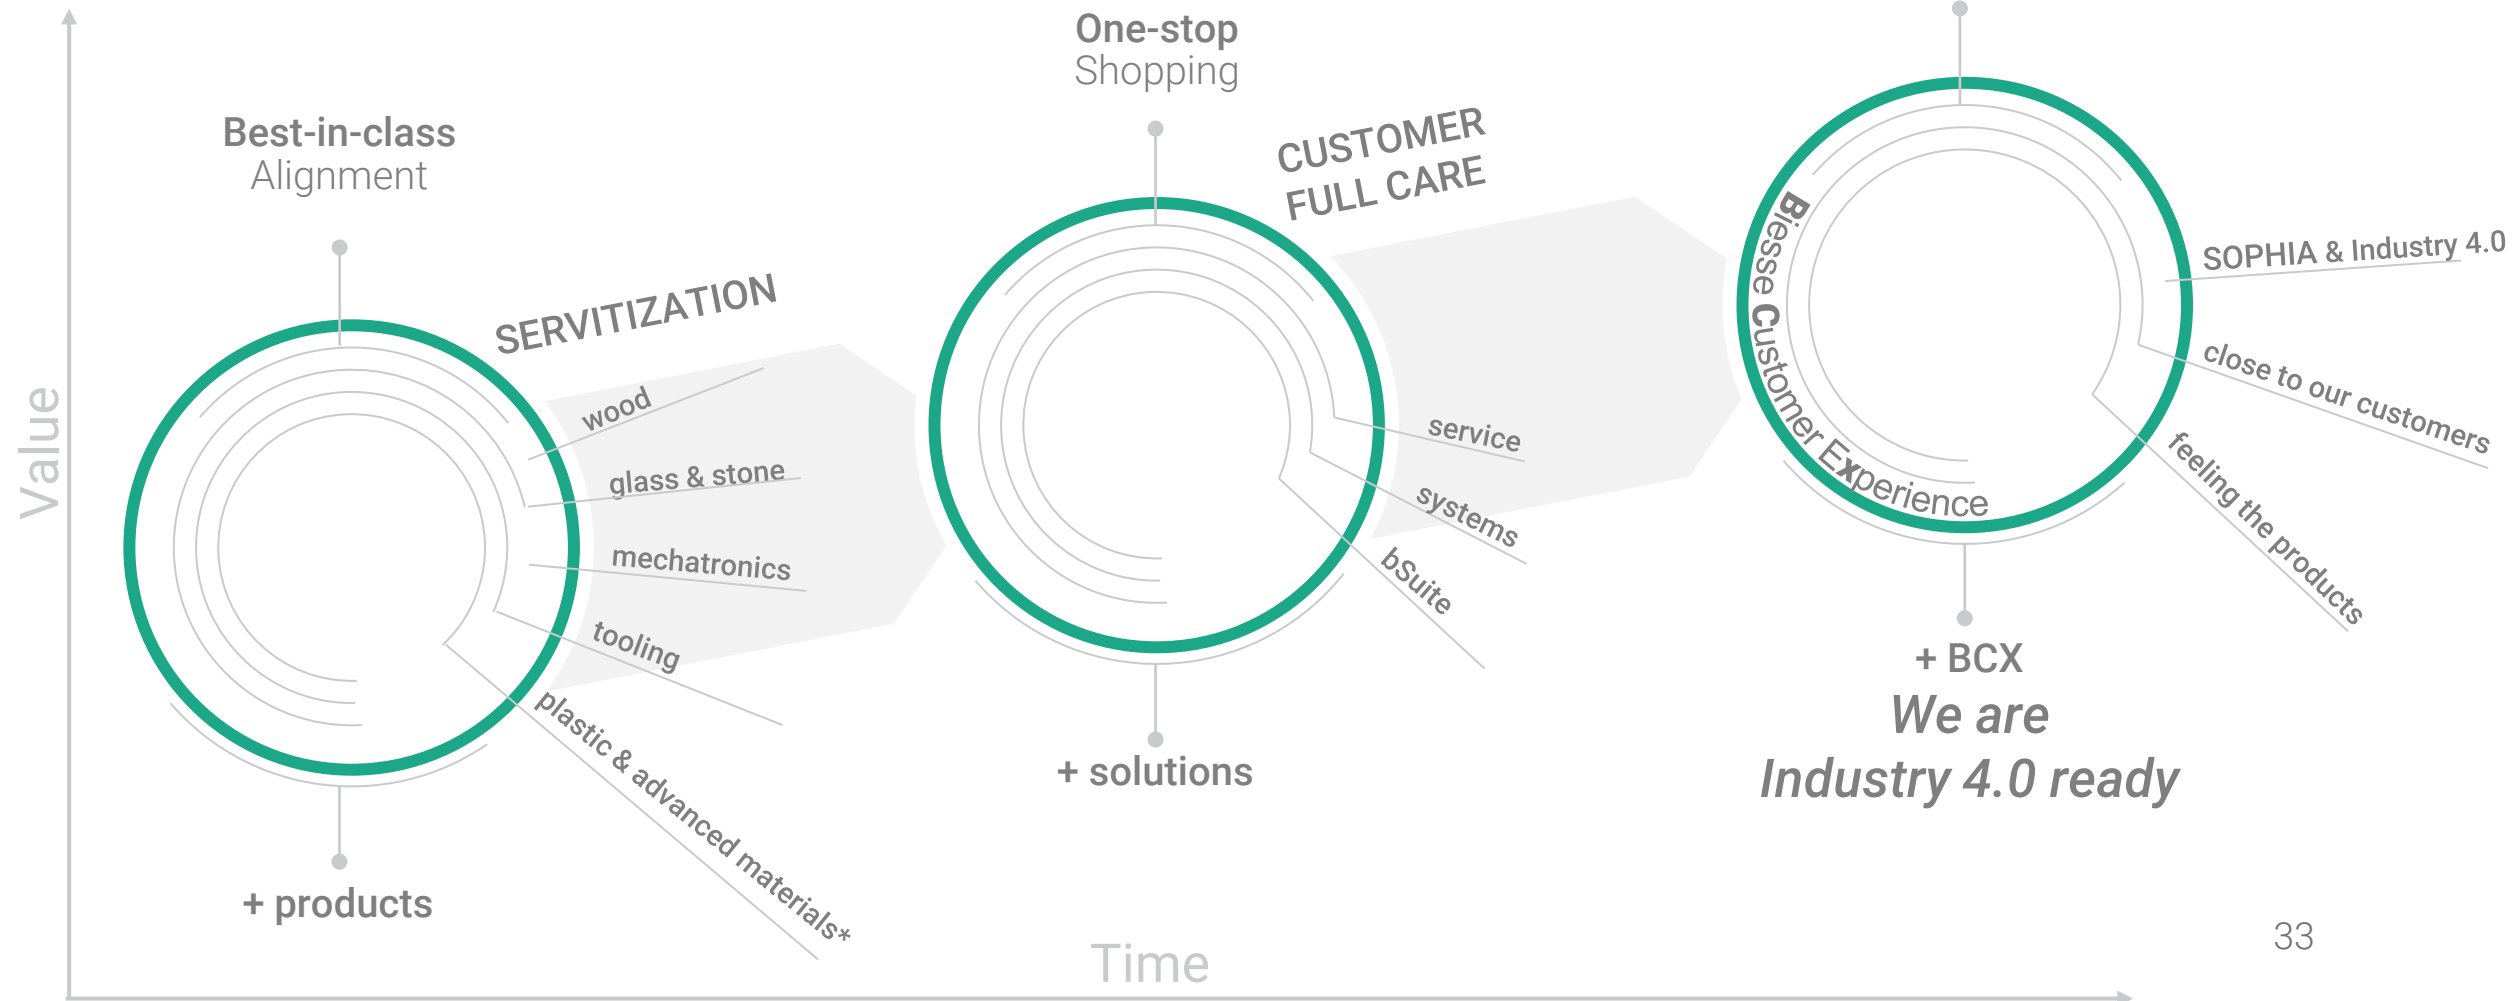 Value
Best-in-class
Alignment
SERVITIZATION
wood
glass & stone
mechatronics
tooling
plastic & advanced materials*
+ products
One-stop
Shopping
CUSTOMER
FULL CARE
service
systems
bSuite
+ solutions
Biesse Customer Experience
SOPHIA & Industry 4.0
close to our customers
feeling the products
+ BCX
We are
Industry 4.0 ready
Time
33